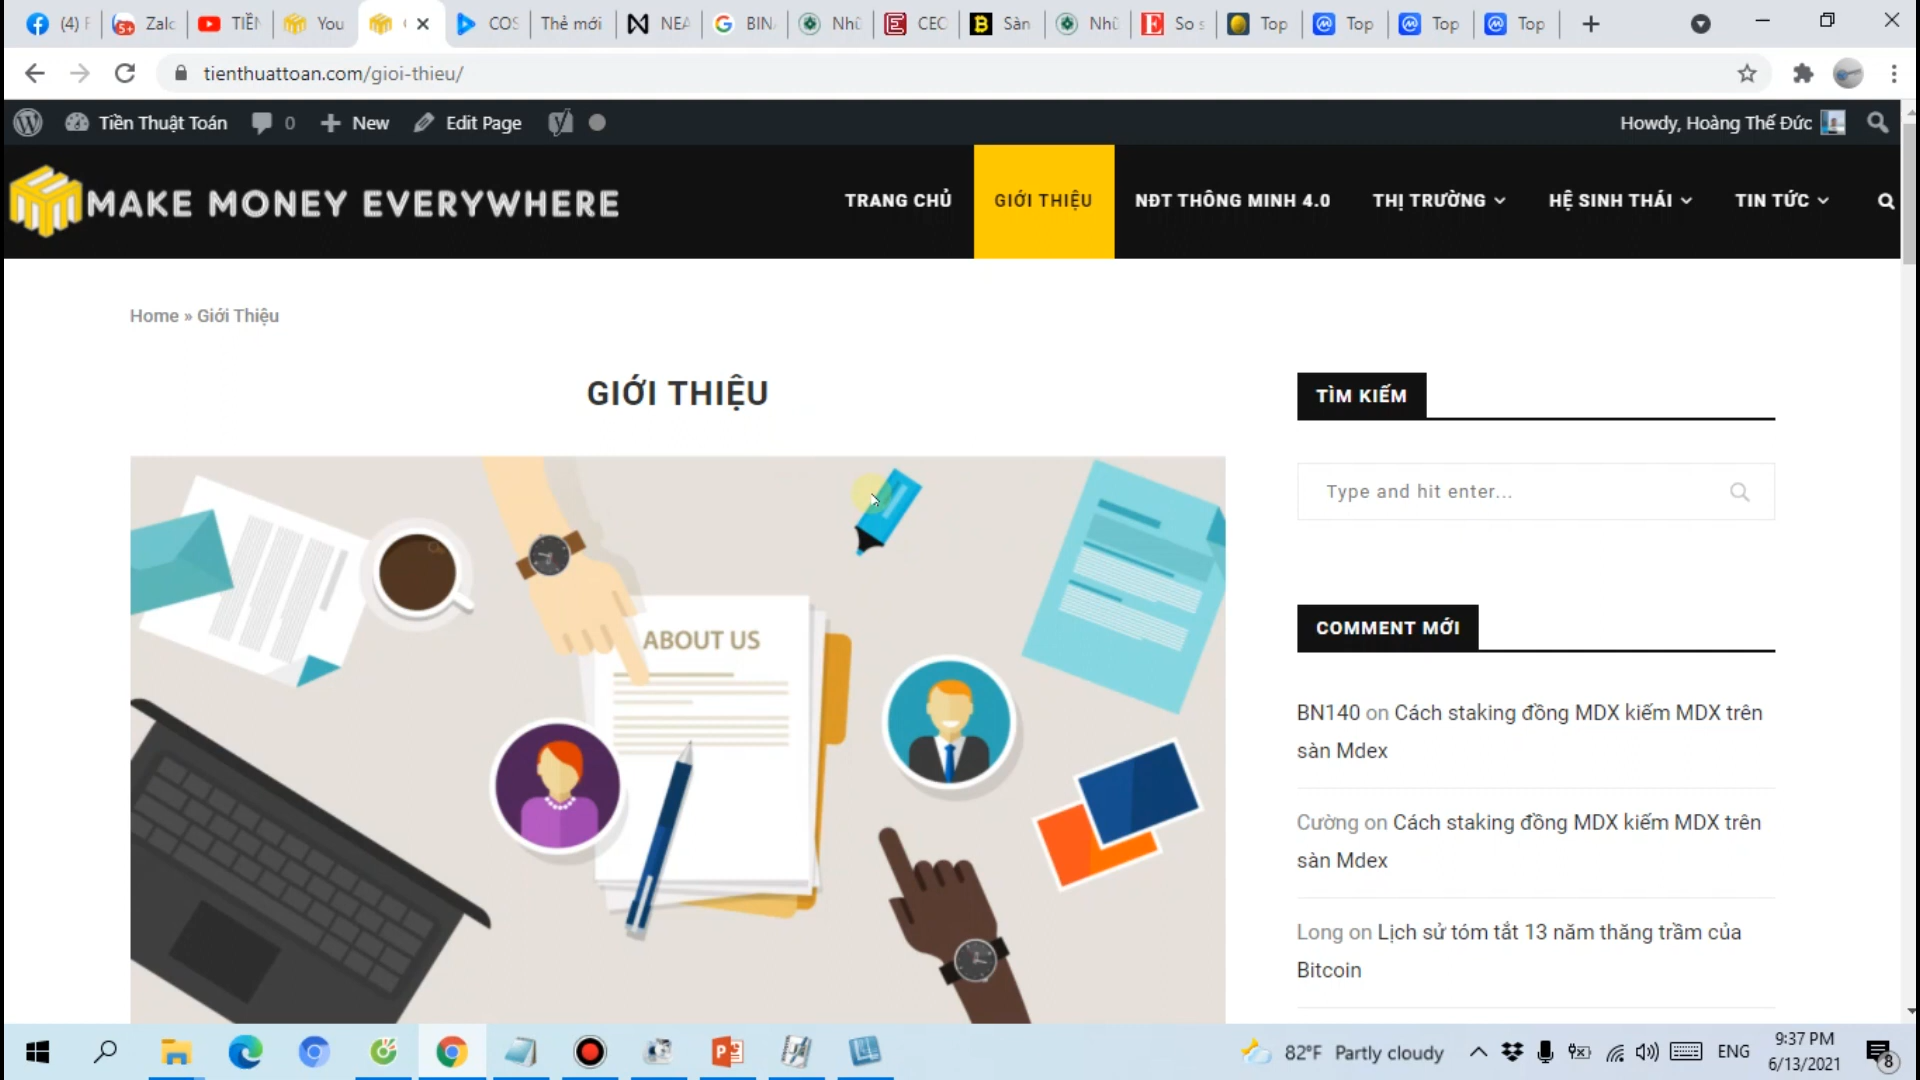 (4) F
Zalc
TIỀN
You
COS
Thẻ mới
NEA
BIN
Nhữ
CEC
Sàn
Nhữ
So s
Top
Top
Top
Top
tienthuattoan.com/gioi-thieu/
Tiền Thuật Toán
0
New
Edit Page
Howdy, Hoàng Thế Đức
MAKE MONEY EVERYWHERE
TRANG CHỦ
GIỚI THIỆU
NĐT THÔNG MINH 4.0
THỊ TRƯỜNG
HỆ SINH THÁI
TIN TỨC
Home » Giới Thiệu
GIỚI THIỆU
ABOUT US
TÌM KIẾM
Type and hit enter...
COMMENT MỚI
BN140 on Cách staking đồng MDX kiếm MDX trên
sàn Mdex
Cường on Cách staking đồng MDX kiếm MDX trên
sàn Mdex
Long on Lịch sử tóm tắt 13 năm thăng trầm của
Bitcoin
82°F Partly cloudy
ENG
9:37 PM
6/13/2021
8